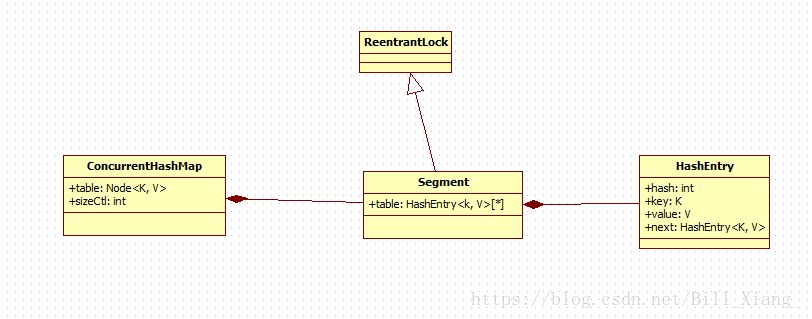 ReentrantLock
ConcurrentHashMap
+table: Node<K, V>
+sizeCtl: int
Segment
+table: HashEntry<k, V>[*]
HashEntry
+hash: int
+key: K
+value: V
+next: HashEntry<K, V>
https://blog.csdn.net/Bill_Xiang_